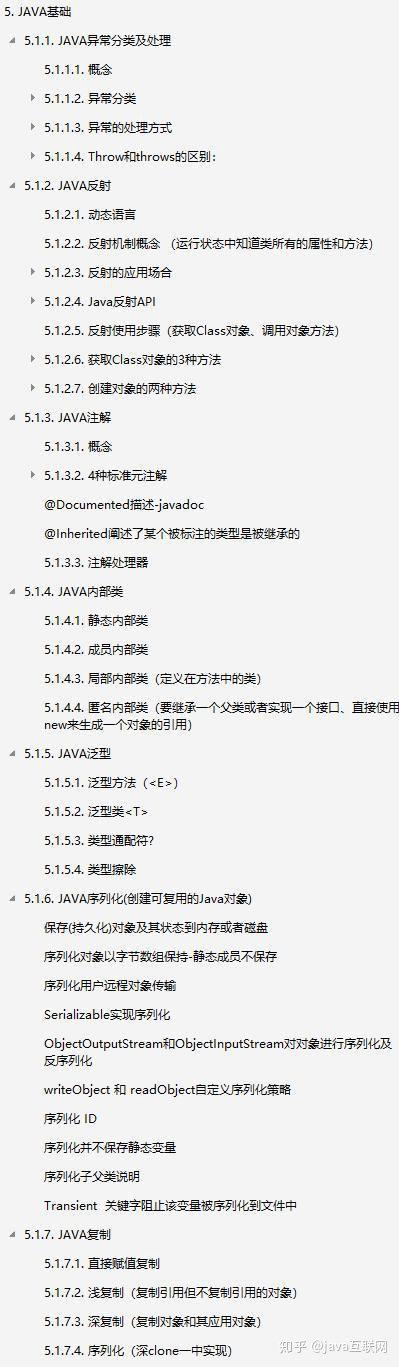 5. JAVA基础
5.1.1. JAVA异常分类及处理
5.1.1.1. 概念
5.1.1.2. 异常分类
5.1.1.3. 异常的处理方式
5.1.1.4. Throw和throws的区别：
5.1.2. JAVA反射
5.1.2.1. 动态语言
5.1.2.2. 反射机制概念 （运行状态中知道类所有的属性和方法）
5.1.2.3. 反射的应用场合
5.1.2.4. Java反射API
5.1.2.5. 反射使用步骤（获取Class对象、调用对象方法）
5.1.2.6. 获取Class对象的3种方法
5.1.2.7. 创建对象的两种方法
5.1.3. JAVA注解
5.1.3.1. 概念
5.1.3.2. 4种标准元注解
@Documented描述-javadoc
@Inherited阐述了某个被标注的类型是被继承的
5.1.3.3. 注解处理器
5.1.4. JAVA内部类
5.1.4.1. 静态内部类
5.1.4.2. 成员内部类
5.1.4.3. 局部内部类（定义在方法中的类）
5.1.4.4. 匿名内部类（要继承一个父类或者实现一个接口、直接使用
new来生成一个对象的引用）
5.1.5. JAVA泛型
5.1.5.1. 泛型方法（<E>）
5.1.5.2. 泛型类<T>
5.1.5.3. 类型通配符?
5.1.5.4. 类型擦除
5.1.6. JAVA序列化(创建可复用的Java对象)
保存(持久化)对象及其状态到内存或者磁盘
序列化对象以字节数组保持-静态成员不保存
序列化用户远程对象传输
Serializable实现序列化
ObjectOutputStream和ObjectInputStream对对象进行序列化及
反序列化
writeObject 和 readObject自定义序列化策略
序列化 ID
序列化并不保存静态变量
序列化子父类说明
Transient 关键字阻止该变量被序列化到文件中
5.1.7. JAVA复制
5.1.7.1. 直接赋值复制
5.1.7.2. 浅复制（复制引用但不复制引用的对象）
5.1.7.3. 深复制（复制对象和其应用对象）
5.1.7.4. 序列化（深clone一中实现）
知乎 @java互联网